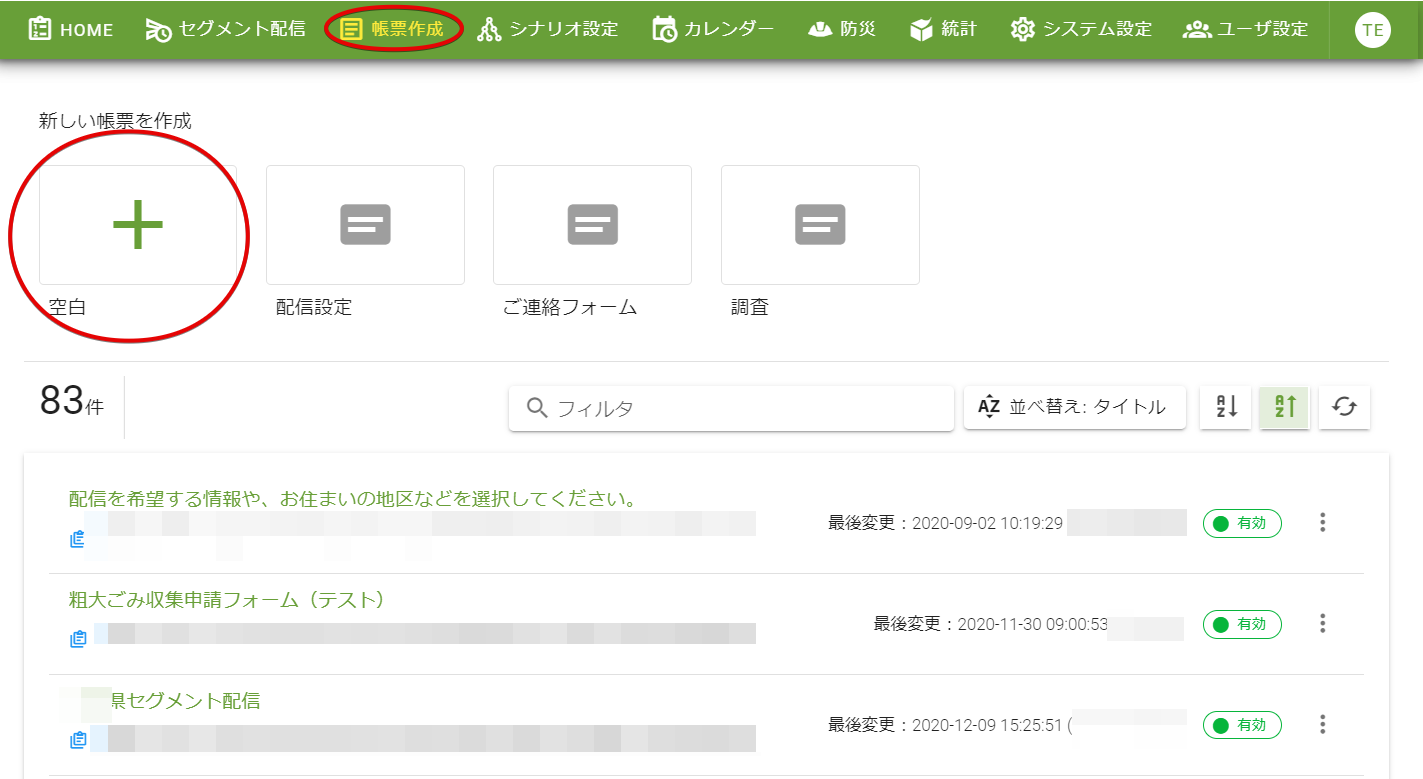 HOME セグメント配信 帳票作成 シナリオ設定 カレンダー 防災 統計 システム設定 ユーザ設定 TE
新しい帳票を作成
空白 配信設定 ご連絡フォーム 調査
83件 フィルタ AZ 並べ替え: タイトル AZ AZ
配信を希望する情報や、お住まいの地区などを選択してください。
最後変更：2020-09-02 10:19:29 有効
粗大ごみ収集申請フォーム（テスト）
最後変更：2020-11-30 09:00:53 有効
県セグメント配信
最後変更：2020-12-09 15:25:51 ( 有効